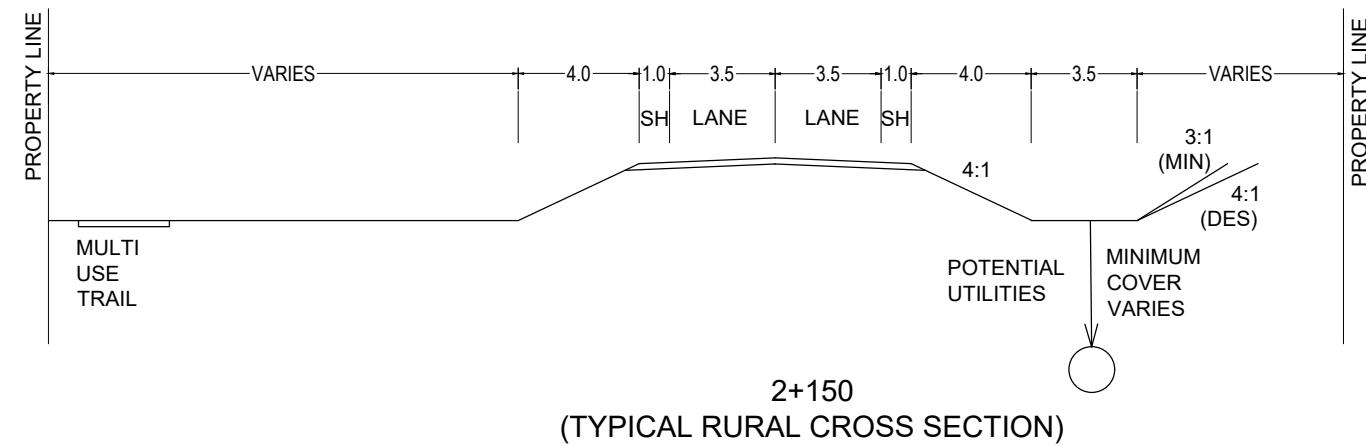 PROPERTY LINE
VARIES
4.0
1.0
3.5
3.5
1.0
4.0
3.5
VARIES
PROPERTY LINE
SH
LANE
LANE
SH
3:1
(MIN)
4:1
4:1
(DES)
MULTI
USE
TRAIL
POTENTIAL
UTILITIES
MINIMUM
COVER
VARIES
2+150
(TYPICAL RURAL CROSS SECTION)